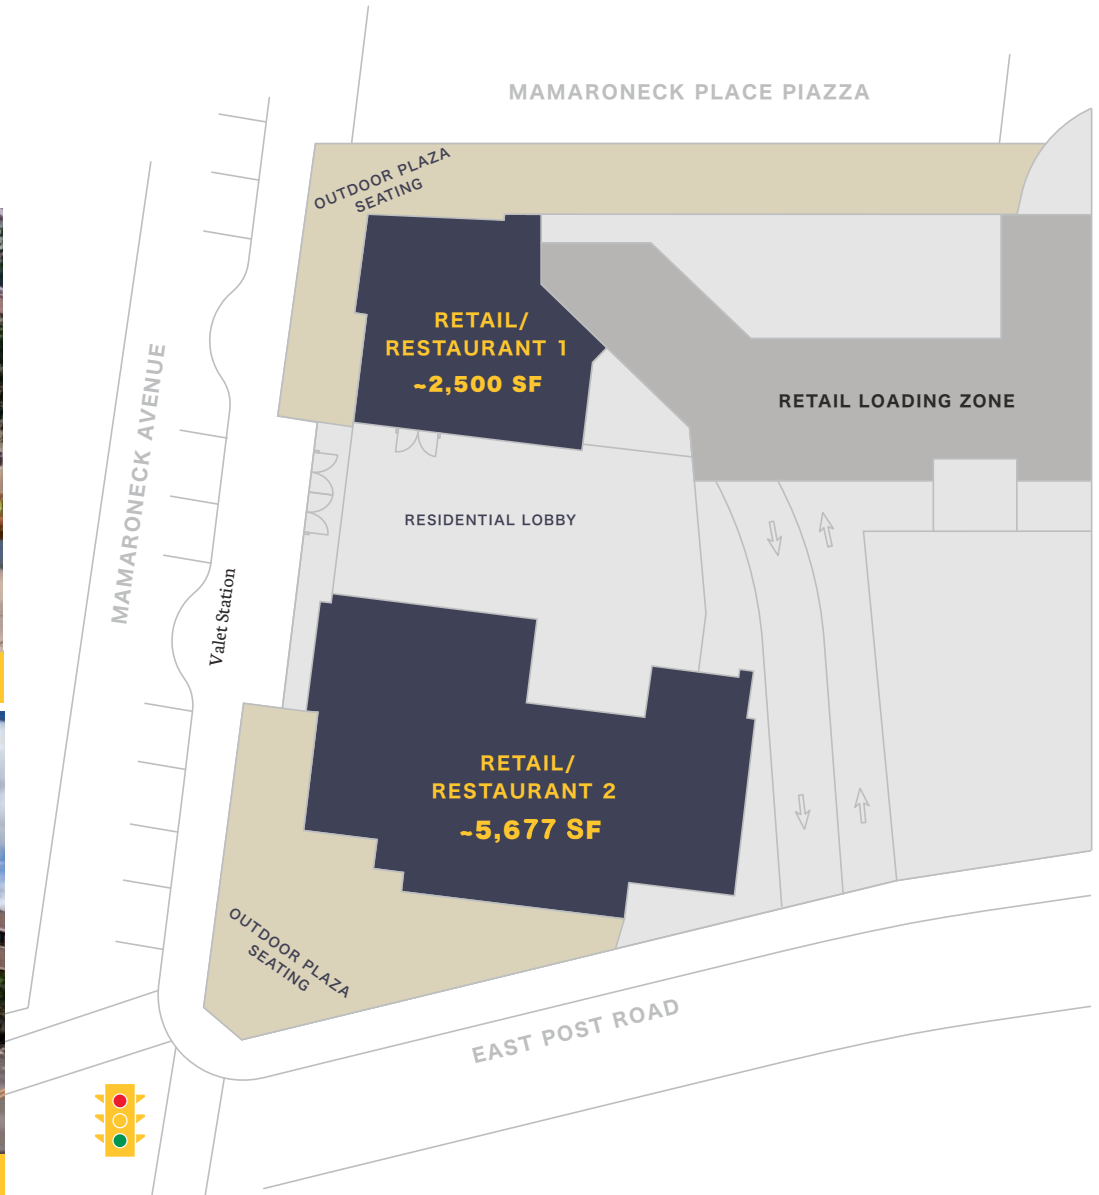 MAMARONECK PLACE PIAZZA
OUTDOOR PLAZA
SEATING
RETAIL/
RESTAURANT 1
~2,500 SF
RETAIL LOADING ZONE
MAMARONECK AVENUE
RESIDENTIAL LOBBY
Valet Station
RETAIL/
RESTAURANT 2
~5,677 SF
OUTDOOR PLAZA
SEATING
EAST POST ROAD